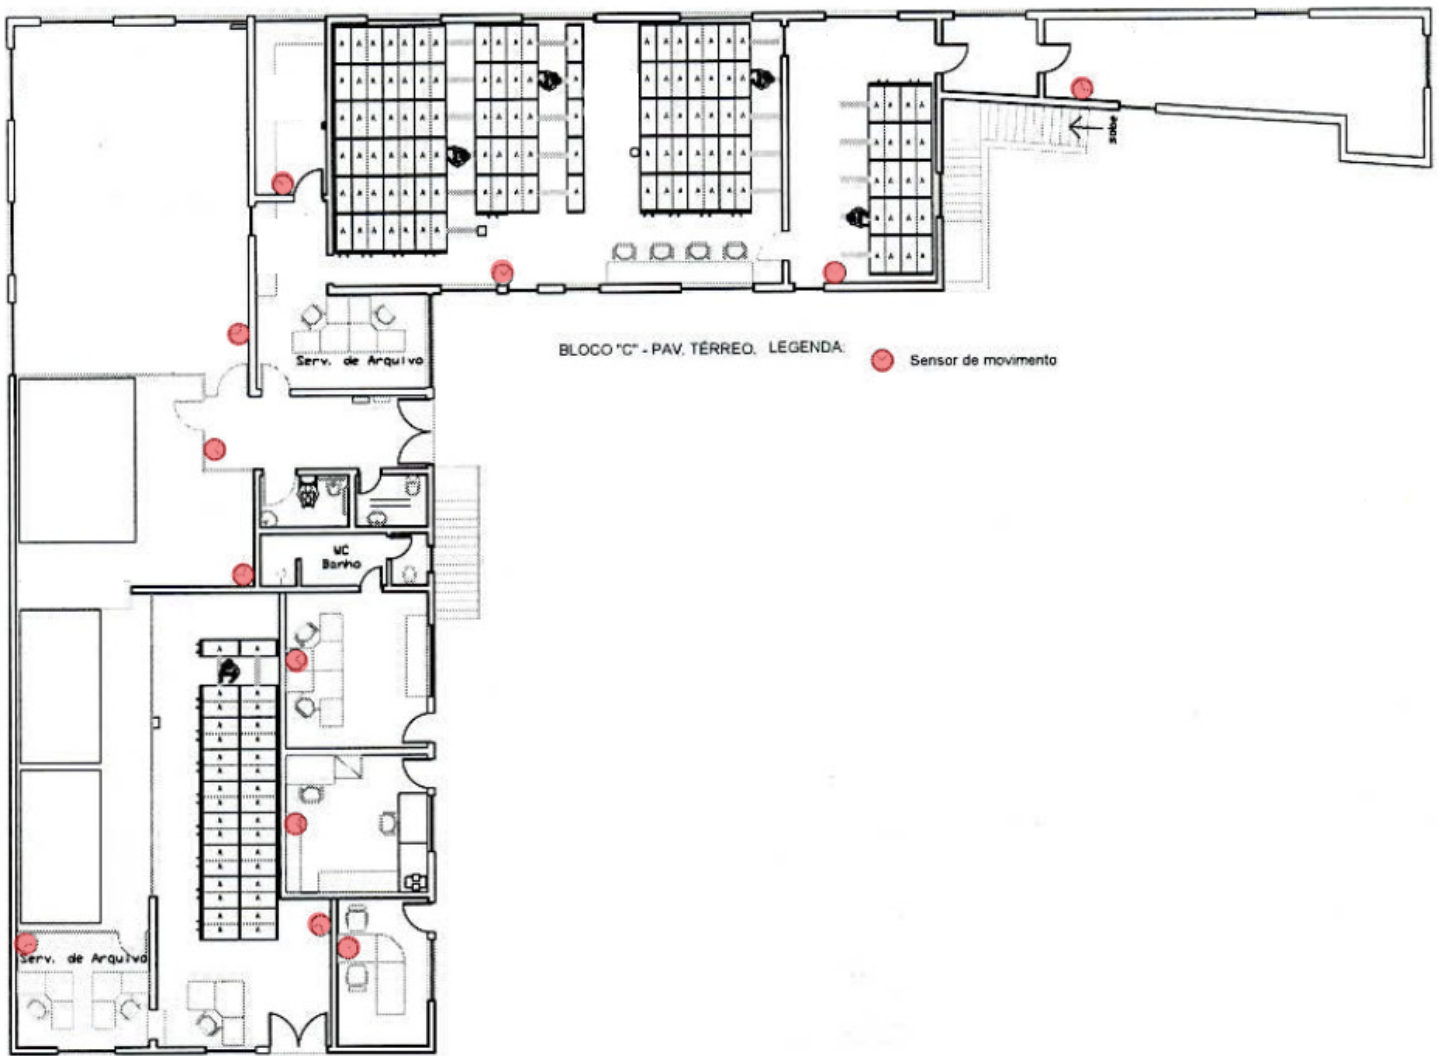 sobe
BLOCO "C" - PAV. TÉRREO. LEGENDA:
Sensor de movimento
Serv. de Arquivo
WC
Banho
Serv. de Arquivo